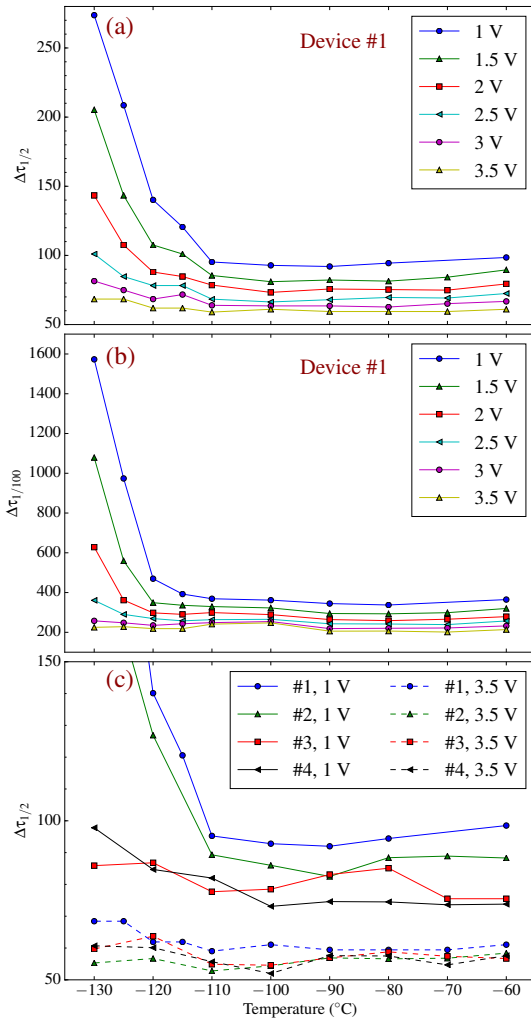 (a)
Device #1
1 V
1.5 V
2 V
2.5 V
3 V
3.5 V
250
200
150
100
50
Δτ1/2
(b)
Device #1
1 V
1.5 V
2 V
2.5 V
3 V
3.5 V
1600
1400
1200
1000
800
600
400
200
Δτ1/100
(c)
#1, 1 V
#2, 1 V
#3, 1 V
#4, 1 V
#1, 3.5 V
#2, 3.5 V
#3, 3.5 V
#4, 3.5 V
150
100
50
Δτ1/2
−130 −120 −110 −100 −90 −80 −70 −60
Temperature (°C)